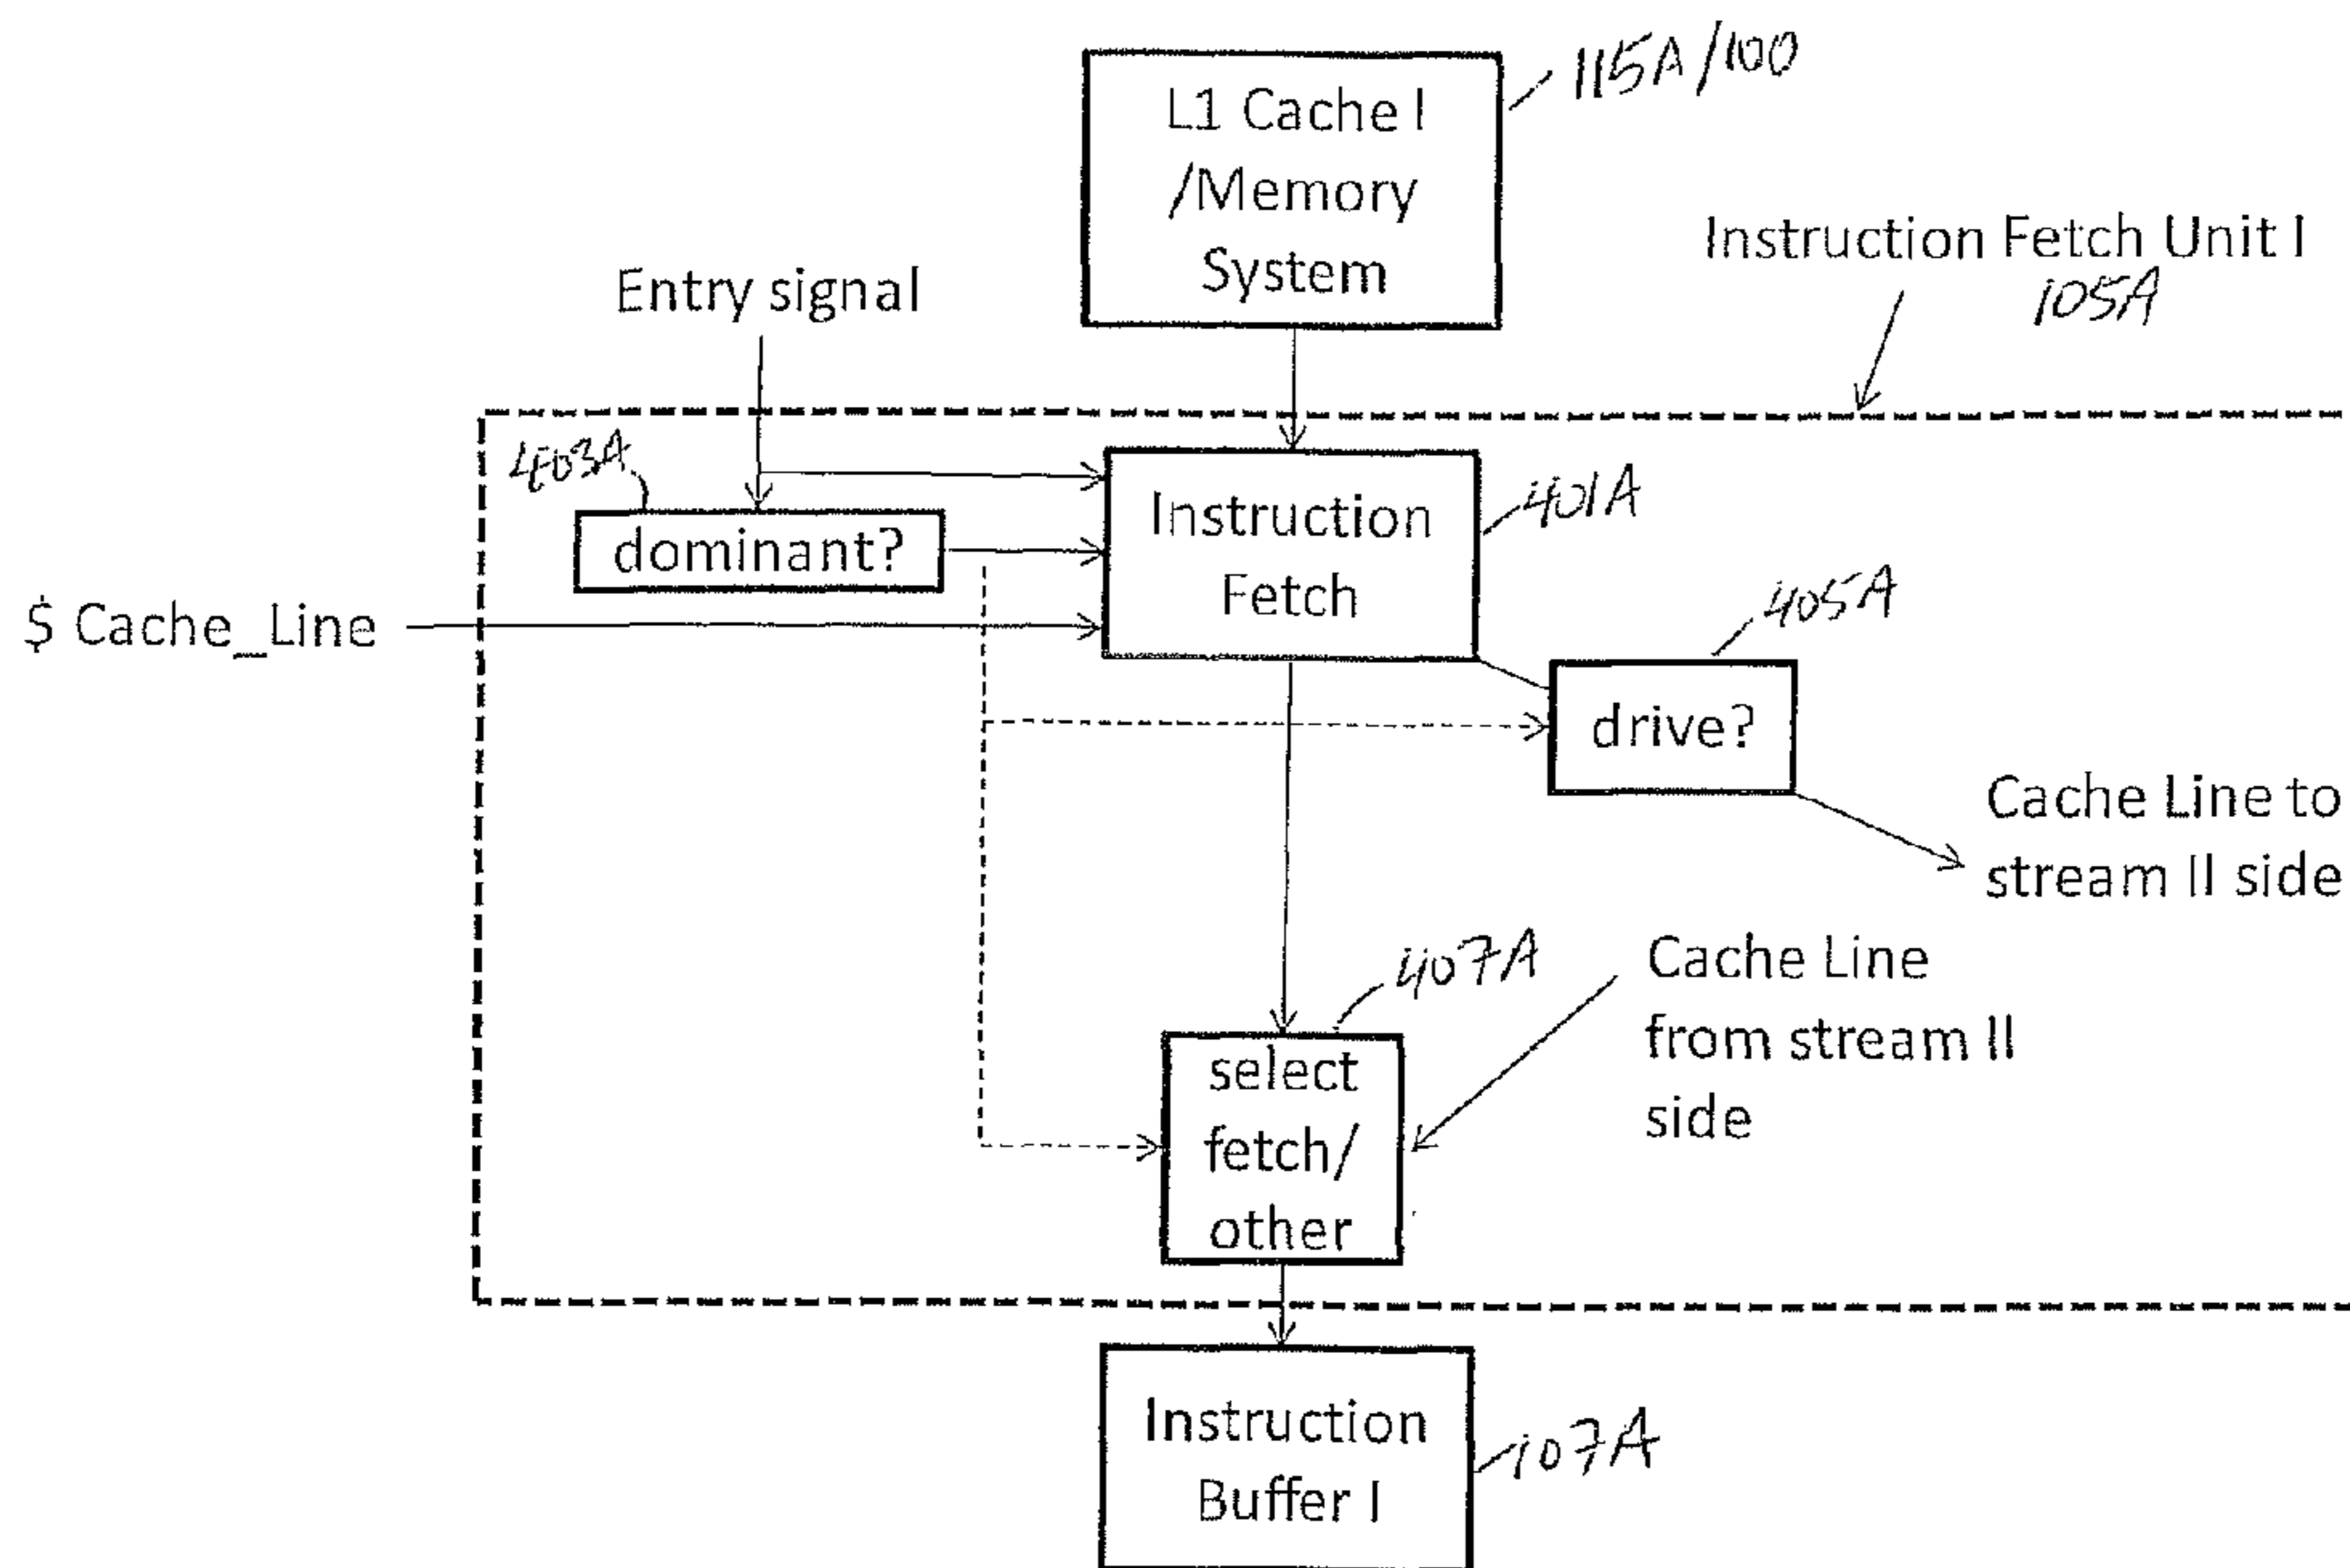 L1 Cache I
/Memory
System
115A/100
Instruction Fetch Unit I
105A
Entry signal
403A
dominant?
Instruction
Fetch
401A
$ Cache_Line
405A
drive?
Cache Line to
stream II side
407A
Cache Line
from stream II
side
select
fetch/
other
Instruction
Buffer I
107A